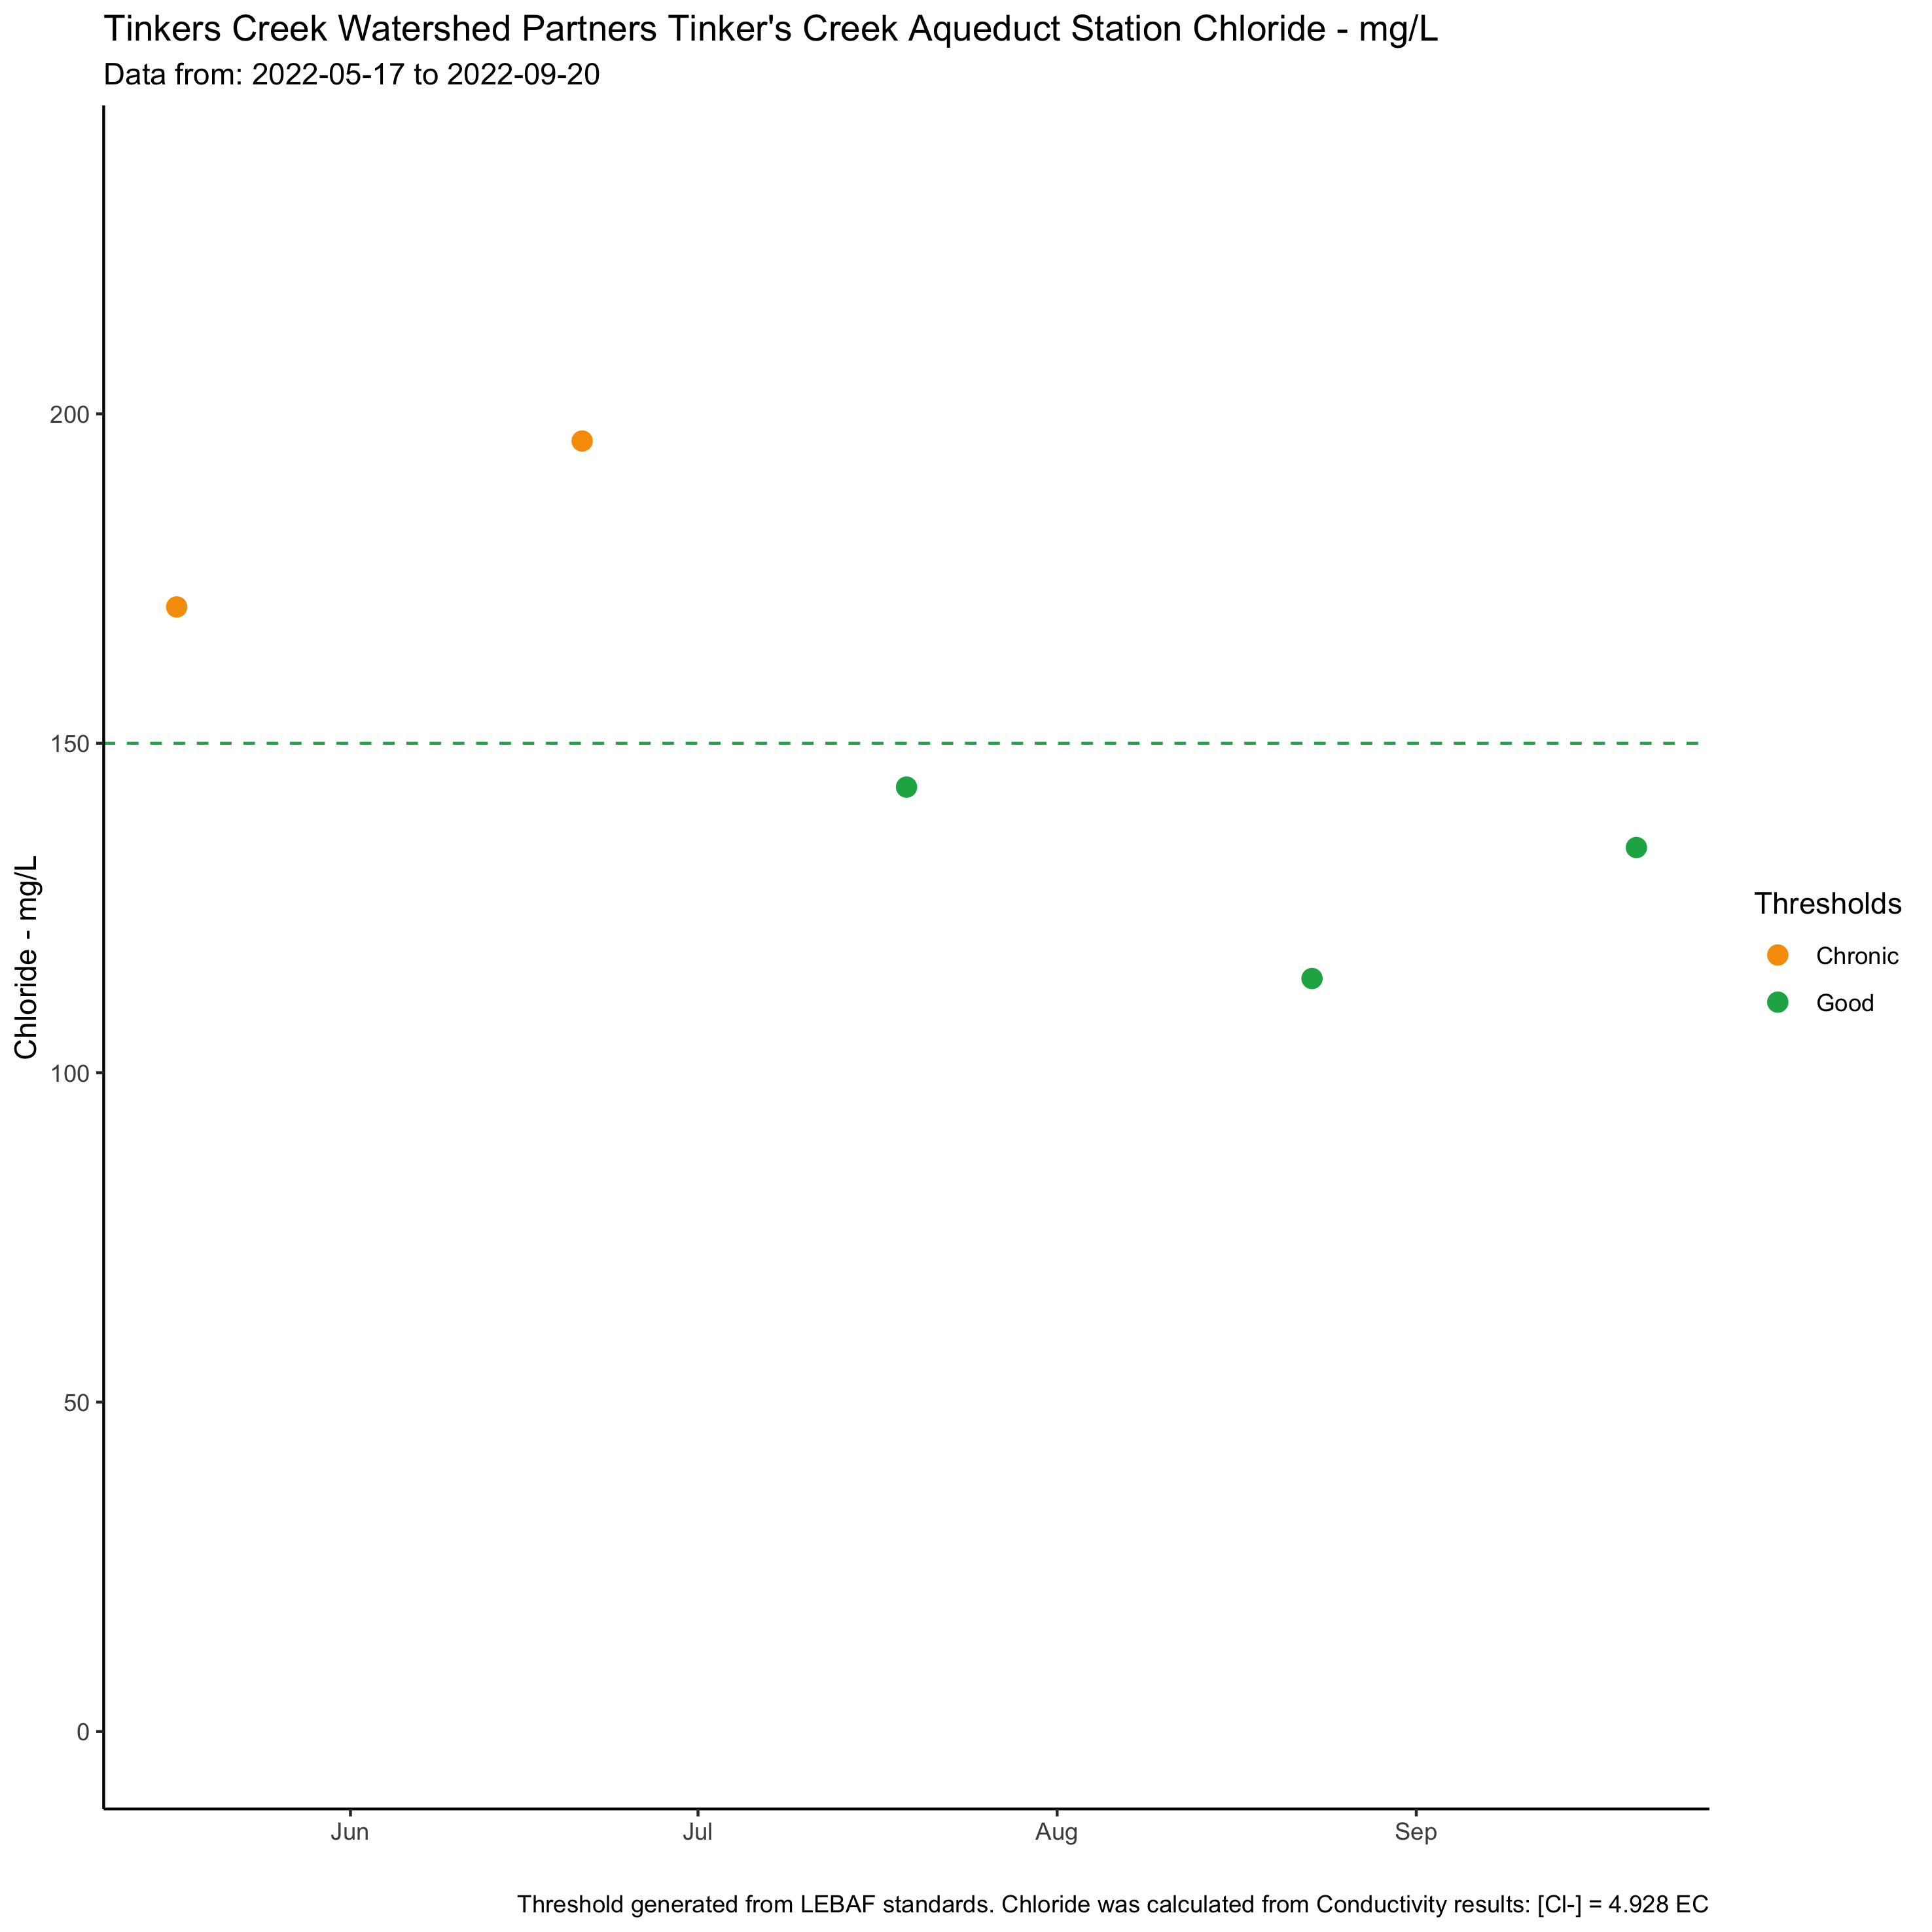 Tinkers Creek Watershed Partners Tinker's Creek Aqueduct Station Chloride - mg/L
Data from: 2022-05-17 to 2022-09-20
Chloride - mg/L
200
150
100
50
0
Jun
Jul
Aug
Sep
Thresholds
Chronic
Good
Threshold generated from LEBAF standards. Chloride was calculated from Conductivity results: [Cl-] = 4.928 EC